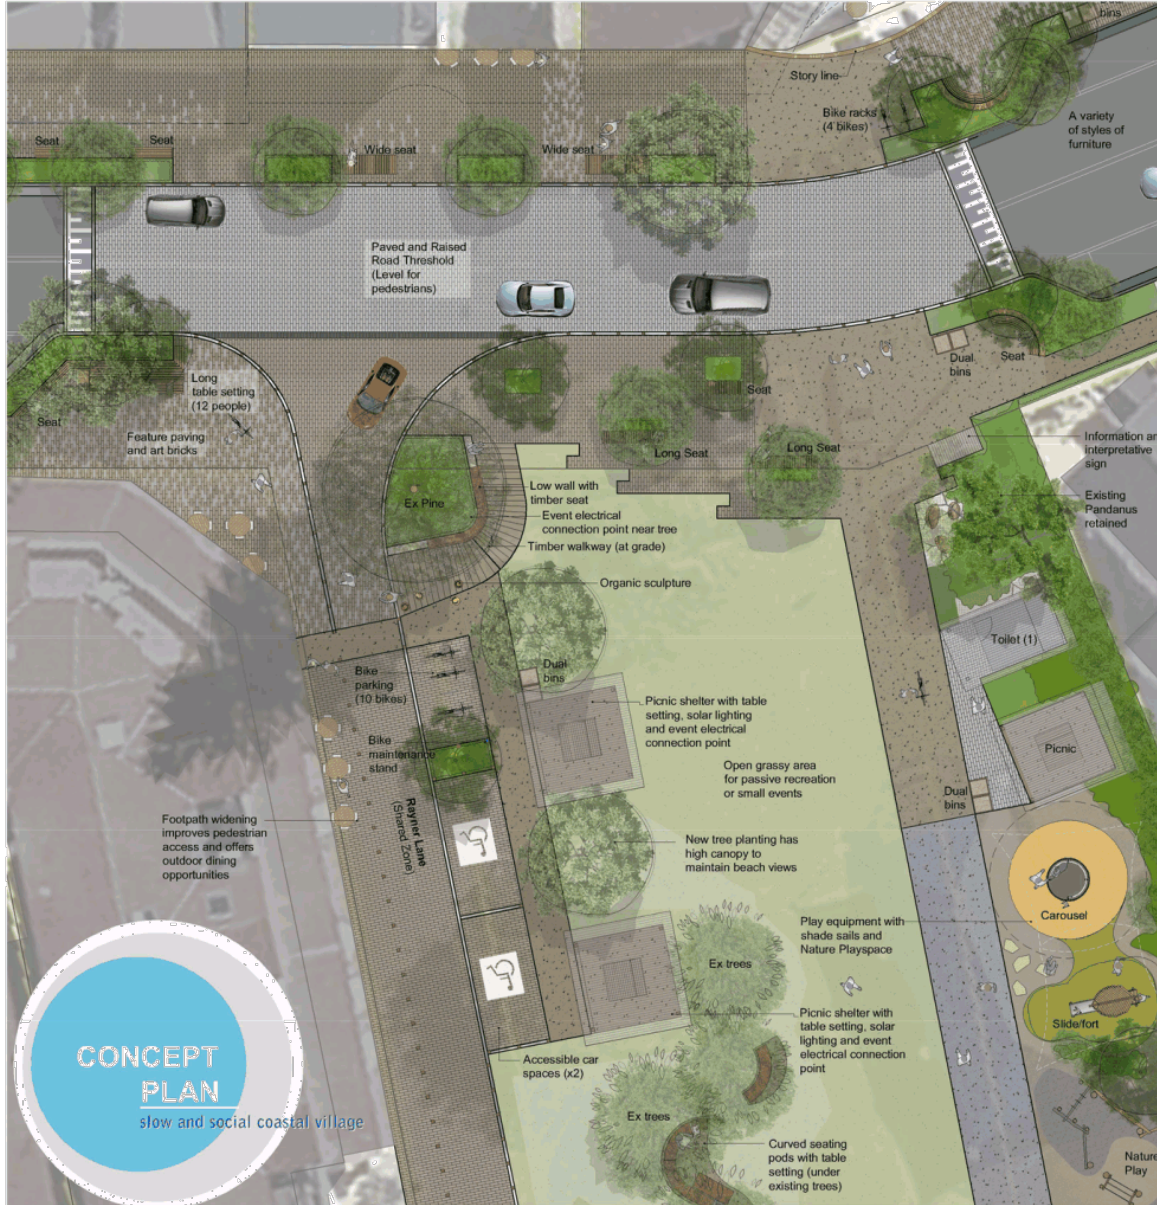 bins
Story line
Bike racks
(4 bikes)
A variety
of styles of
furniture
Seat
Seat
Wide seat
Wide seat
Paved and Raised
Road Threshold
(Level for
pedestrians)
Dual
bins
Seat
Long
table setting
(12 people)
Seat
Seat
Feature paving
and art bricks
Long Seat
Long Seat
Information an
interpretative
sign
Low wall with
timber seat
Ex Pine
Event electrical
connection point near tree
Existing
Pandanus
retained
Timber walkway (at grade)
Organic sculpture
Toilet (1)
Bike
parking
(10 bikes)
Dual
bins
Picnic shelter with table
setting, solar lighting
and event electrical
connection point
Bike
maintenance
stand
Picnic
Open grassy area
for passive recreation
or small events
Dual
bins
Rayner Lane
(Shared Zone)
Footpath widening
improves pedestrian
access and offers
outdoor dining
opportunities
New tree planting has
high canopy to
maintain beach views
Carousel
Play equipment with
shade sails and
Nature Playspace
Ex trees
Picnic shelter with
table setting, solar
lighting and event
electrical connection
point
Slide/fort
Accessible car
spaces (x2)
CONCEPT
PLAN
slow and social coastal village
Ex trees
Curved seating
pods with table
setting (under
existing trees)
Nature
Play